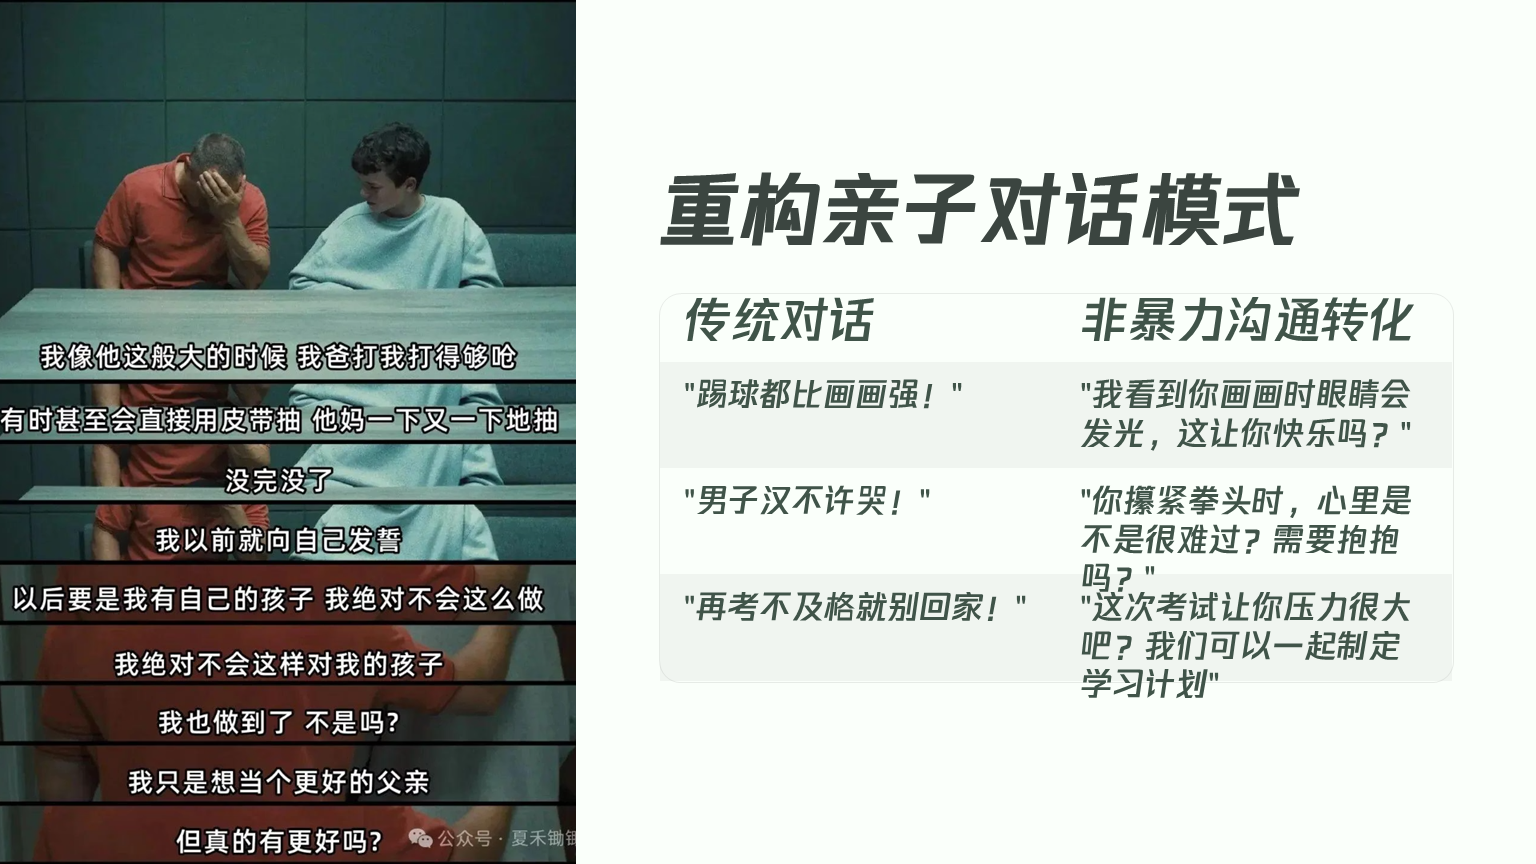 我像他这般大的时候 我爸打我打得够呛
有时甚至会直接用皮带抽 他妈一下又一下地抽
没完没了
我以前就向自己发誓
以后要是我有自己的孩子 我绝对不会这么做
我绝对不会这样对我的孩子
我也做到了 不是吗?
我只是想当个更好的父亲
但真的有更好吗?
公众号 · 夏禾锄
重构亲子对话模式
传统对话
非暴力沟通转化
"踢球都比画画强！"
"我看到你画画时眼睛会
发光，这让你快乐吗？"
"男子汉不许哭！"
"你攥紧拳头时，心里是
不是很难过？需要抱抱
吗？"
"再考不及格就别回家！"
"这次考试让你压力很大
吧？我们可以一起制定
学习计划"